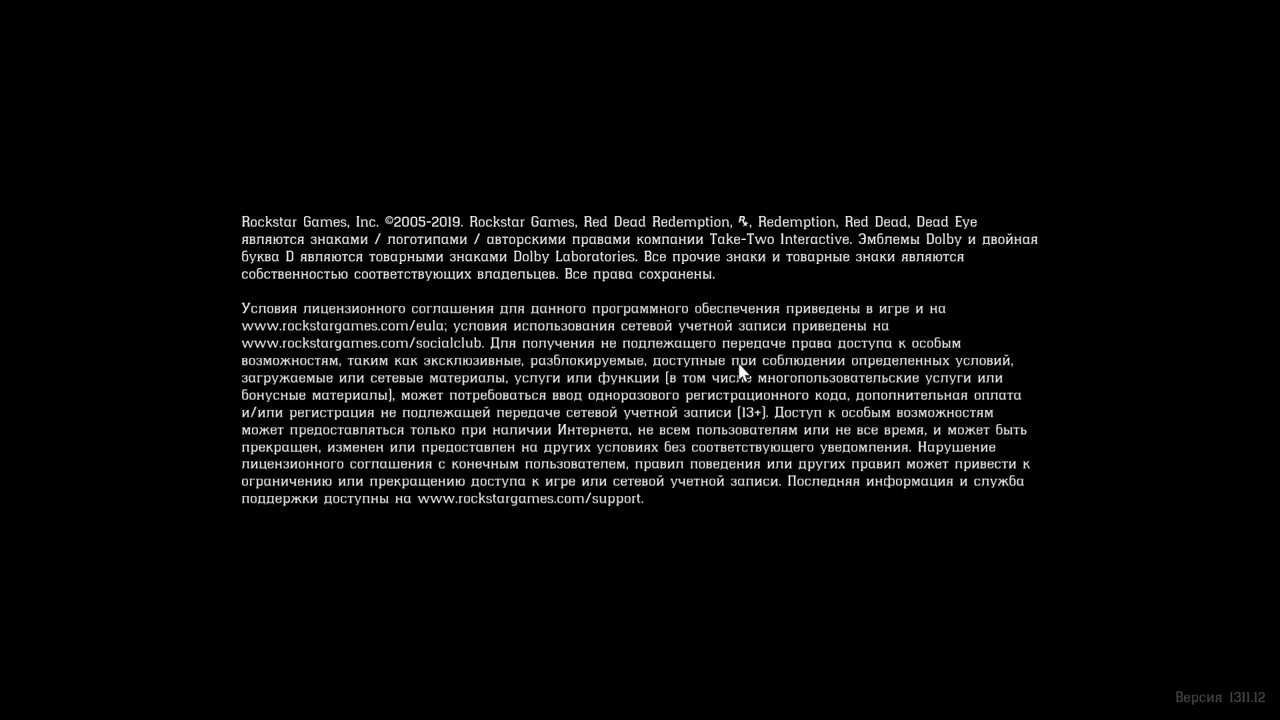 Rockstar Games, Inc. ©2005-2019. Rockstar Games, Red Dead Redemption, R*, Redemption, Red Dead, Dead Eye
являются знаками / логотипами / авторскими правами компании Take-Two Interactive. Эмблемы Dolby и двойная
буква D являются товарными знаками Dolby Laboratories. Все прочие знаки и товарные знаки являются
собственностью соответствующих владельцев. Все права сохранены.
Условия лицензионного соглашения для данного программного обеспечения приведены в игре и на
www.rockstargames.com/eula; условия использования сетевой учетной записи приведены на
www.rockstargames.com/socialclub. Для получения не подлежащего передаче права доступа к особым
возможностям, таким как эксклюзивные, разблокируемые, доступные при соблюдении определенных условий,
загружаемые или сетевые материалы, услуги или функции (в том числе многопользовательские услуги или
бонусные материалы), может потребоваться ввод одноразового регистрационного кода, дополнительная оплата
и/или регистрация не подлежащей передаче сетевой учетной записи (13+). Доступ к особым возможностям
может предоставляться только при наличии Интернета, не всем пользователям или не все время, и может быть
прекращен, изменен или предоставлен на других условиях без соответствующего уведомления. Нарушение
лицензионного соглашения с конечным пользователем, правил поведения или других правил может привести к
ограничению или прекращению доступа к игре или сетевой учетной записи. Последняя информация и служба
поддержки доступны на www.rockstargames.com/support.
Версия 1311.12